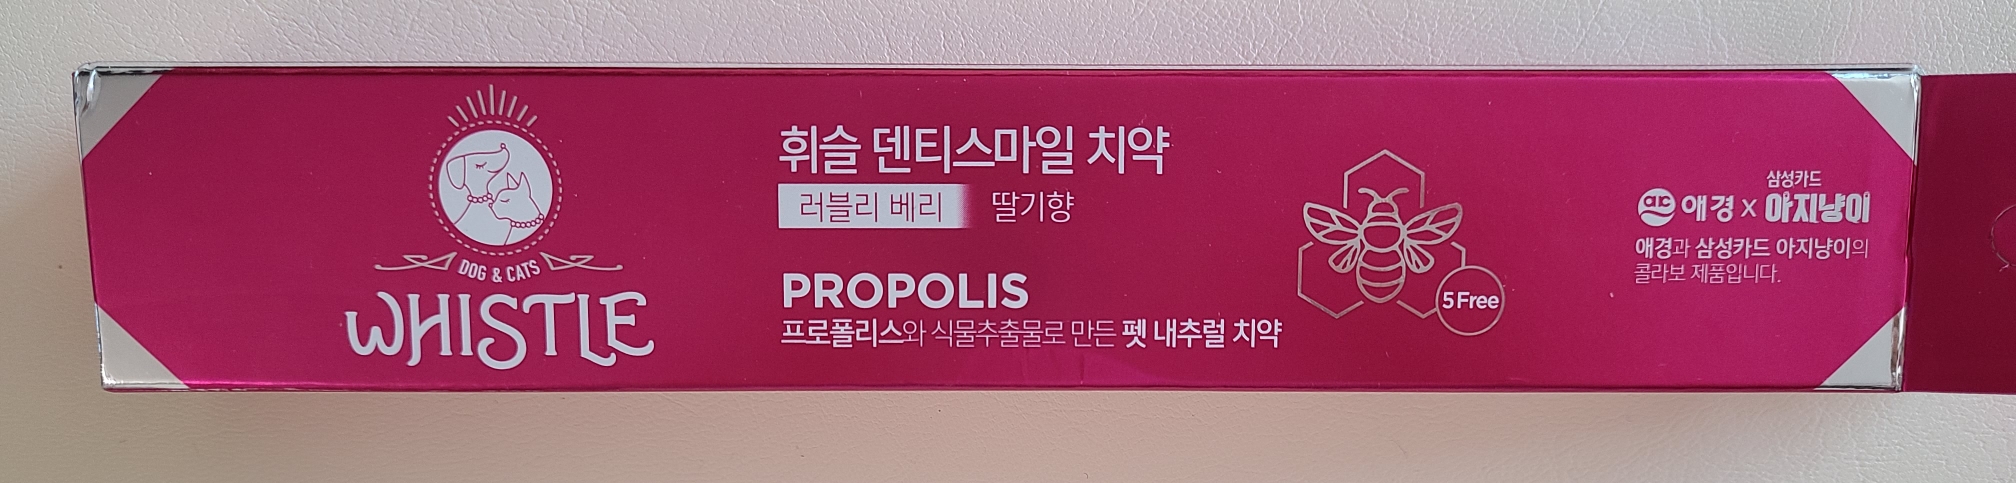 DOG & CATS
WHISTLE
휘슬 덴티스마일 치약
러블리 베리 딸기향
PROPOLIS
프로폴리스와 식물추출물로 만든 펫 내추럴 치약
5 Free
삼성카드
애경 X 아지냥이
애경과 삼성카드 아지냥이의
콜라보 제품입니다.